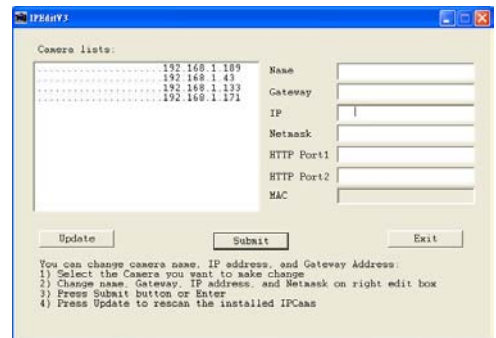 IPEditV3
Camera lists:
.....................192.168.1.189
.....................192.168.1.43
.....................192.168.1.133
.....................192.168.1.171
Name
Gateway
IP
Netmask
HTTP Port1
HTTP Port2
MAC
Update
Submit
Exit
You can change camera name, IP address, and Gateway Address:
1) Select the Camera you want to make change
2) Change name, Gateway, IP address, and Netmask on right edit box
3) Press Submit button or Enter
4) Press Update to rescan the installed IPCams